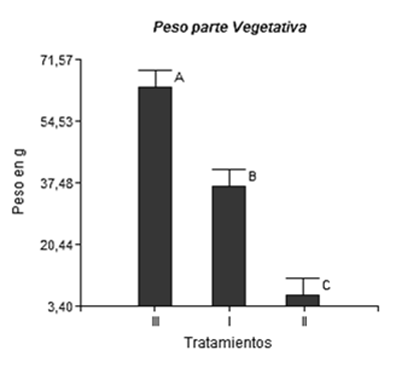 Peso parte Vegetativa
71,57
54,53
37,48
20,44
3,40
Peso en g
A
B
C
III
I
II
Tratamientos